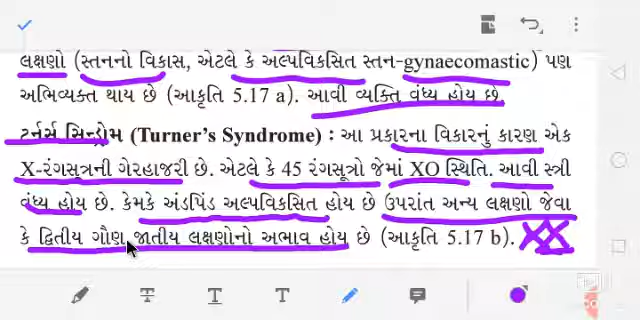 લક્ષણો (સ્તનનો વિકાસ, એટલે કે અલ્પવિકસિત સ્તન-gynaecomastic) પણ
અભિવ્યક્ત થાય છે (આકૃતિ 5.17 a). આવી વ્યક્તિ વંધ્ય હોય છે.
ટર્નર્સ સિન્ડ્રોમ (Turner's Syndrome) : આ પ્રકારના વિકારનું કારણ એક
X-રંગસૂત્રની ગેરહાજરી છે. એટલે કે 45 રંગસૂત્રો જેમાં XO સ્થિતિ. આવી સ્ત્રી
વંધ્ય હોય છે. કેમકે અંડપિંડ અલ્પવિકસિત હોય છે ઉપરાંત અન્ય લક્ષણો જેવા
કે દ્વિતીય ગૌણ જાતીય લક્ષણોનો અભાવ હોય છે (આકૃતિ 5.17 b). XX